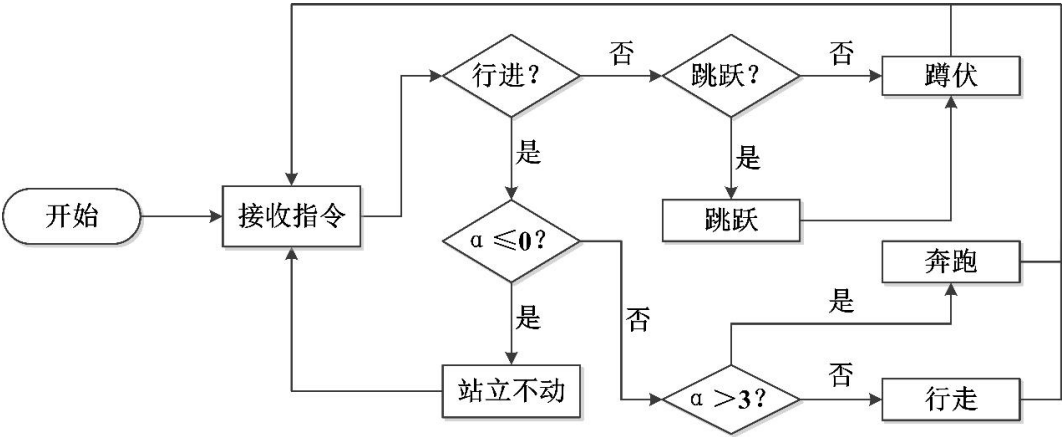 行进?
否
跳跃?
否
蹲伏
是
是
开始
接收指令
跳跃
α≤0?
奔跑
是
否
是
站立不动
α>3?
否
行走